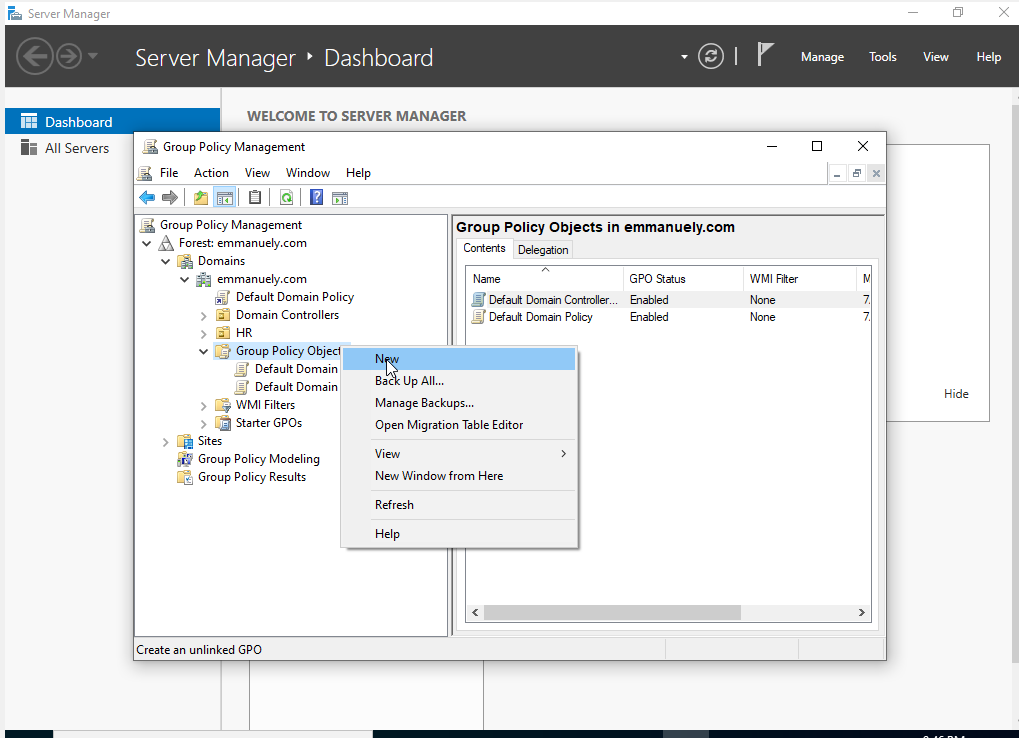 Server Manager
Server Manager
Dashboard
Manage
Tools
View
Help
Dashboard
All Servers
WELCOME TO SERVER MANAGER
Hide
Group Policy Management
File
Action
View
Window
Help
Group Policy Management
Forest: emmanuely.com
Domains
emmanuely.com
Default Domain Policy
Domain Controllers
HR
Group Policy Object
Default Domain
Default Domain
WMI Filters
Starter GPOs
Sites
Group Policy Modeling
Group Policy Results
Group Policy Objects in emmanuely.com
Contents
Delegation
Name
GPO Status
WMI Filter
M
Default Domain Controller...
Enabled
None
7.
Default Domain Policy
Enabled
None
7.
New
Back Up All...
Manage Backups...
Open Migration Table Editor
View
New Window from Here
Refresh
Help
Create an unlinked GPO